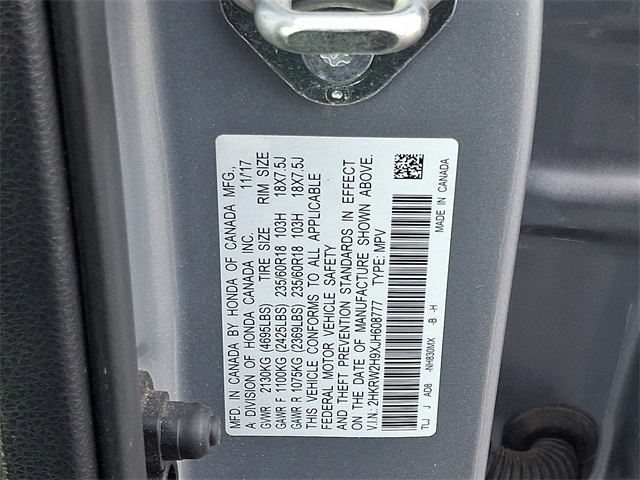 MFD. IN CANADA BY HONDA OF CANADA MFG.,
A DIVISION OF HONDA CANADA INC. 11/17
GVWR 2130KG (4695LBS) TIRE SIZE RIM SIZE
GAWR F 1100KG (2425LBS) 235/60R18 103H 18X7.5J
GAWR R 1075KG (2369LBS) 235/60R18 103H 18X7.5J
THIS VEHICLE CONFORMS TO ALL APPLICABLE
FEDERAL MOTOR VEHICLE SAFETY
AND THEFT PREVENTION STANDARDS IN EFFECT
ON THE DATE OF MANUFACTURE SHOWN ABOVE.
V.I.N.: 2HKRW2H9XJH608777 TYPE: MPV
TLJ J AD8 -NH830MX -B -H
MADE IN CANADA